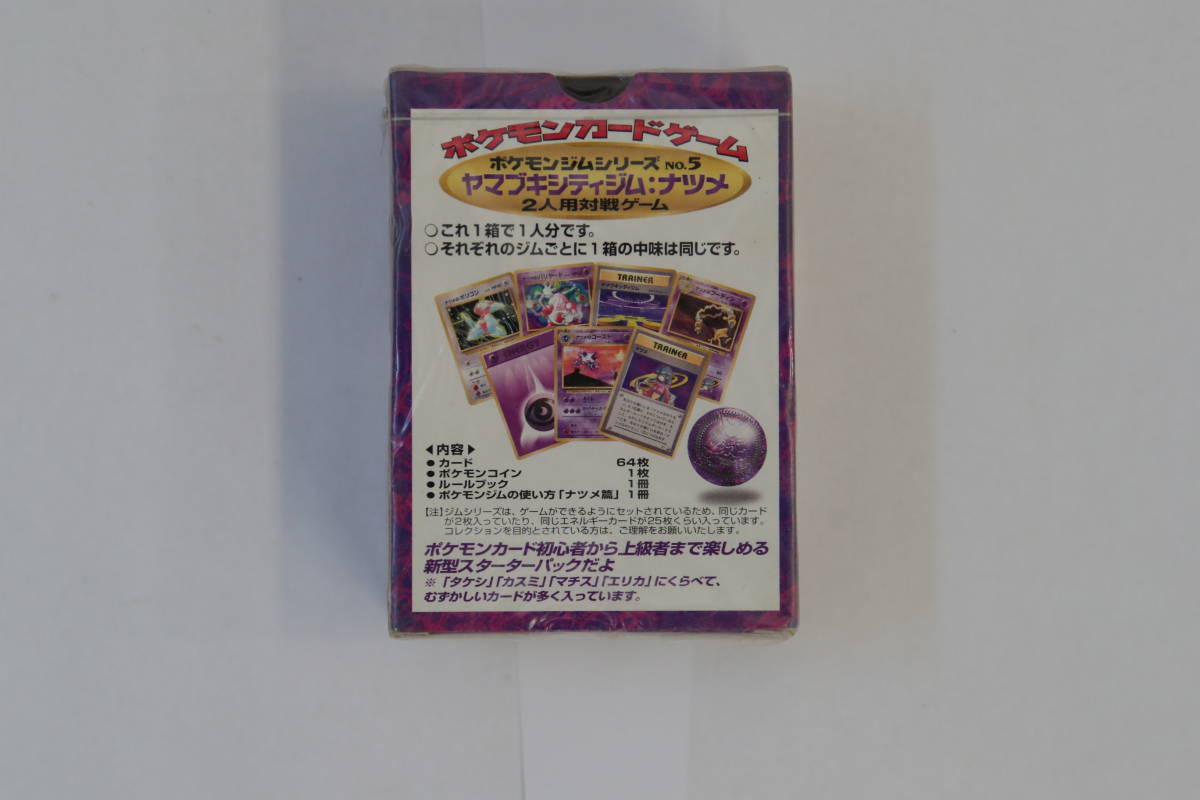 ポケモンカードゲーム
ポケモンジムシリーズ NO.5
ヤマブキシティジム:ナツメ
2人用対戦ゲーム
○これ1箱で1人分です。
○それぞれのジムごとに1箱の中味は同じです。
TRAINER
ヤマブキシティジム
ENERGY
TRAINER
ナツメ
◀内容▶
●カード 64枚
●ポケモンコイン 1枚
●ルールブック 1冊
●ポケモンジムの使い方「ナツメ篇」1冊
【注】ジムシリーズは、ゲームができるようにセットされているため、同じカード
が2枚入っていたり、同じエネルギーカードが25枚くらい入っています。
コレクションを目的とされている方は、ご理解をお願いいたします。
ポケモンカード初心者から上級者まで楽しめる
新型スターターパックだよ
※「タケシ」「カスミ」「マチス」「エリカ」にくらべて、
むずかしいカードが多く入っています。